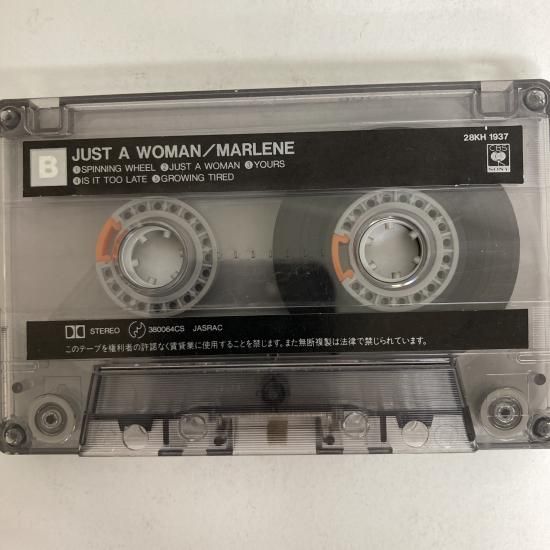 B
JUST A WOMAN/MARLENE
28KH 1937
①SPINNING WHEEL ②JUST A WOMAN ③YOURS
④IS IT TOO LATE ⑤GROWING TIRED
CBS
SONY
STEREO 380064CS JASRAC
このテープを権利者の許諾なく賃貸業に使用することを禁じます。また無断複製は法律で禁じられています。